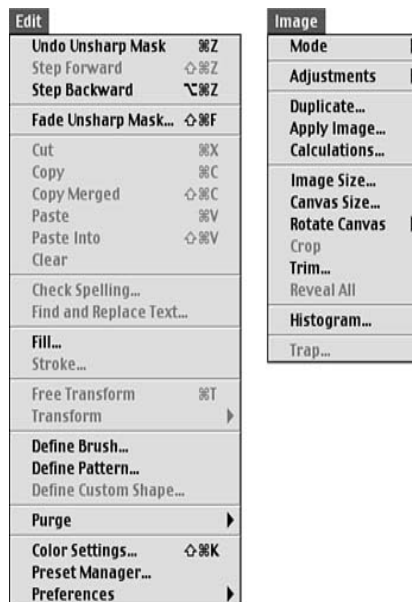 Edit
Undo Unsharp Mask ⌘Z
Step Forward ⇧⌘Z
Step Backward ⌥⌘Z
Fade Unsharp Mask... ⇧⌘F
Cut ⌘X
Copy ⌘C
Copy Merged ⇧⌘C
Paste ⌘V
Paste Into ⇧⌘V
Clear
Check Spelling...
Find and Replace Text...
Fill...
Stroke...
Free Transform ⌘T
Transform
Define Brush...
Define Pattern...
Define Custom Shape...
Purge
Color Settings... ⇧⌘K
Preset Manager...
Preferences
Image
Mode
Adjustments
Duplicate...
Apply Image...
Calculations...
Image Size...
Canvas Size...
Rotate Canvas
Crop
Trim...
Reveal All
Histogram...
Trap...